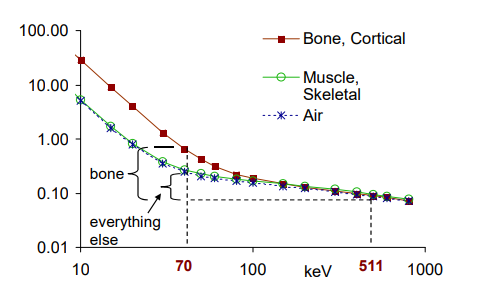 100.00
10.00
1.00
0.10
0.01
Bone, Cortical
Muscle,
Skeletal
Air
bone
everything
else
10
70
100
keV
511
1000